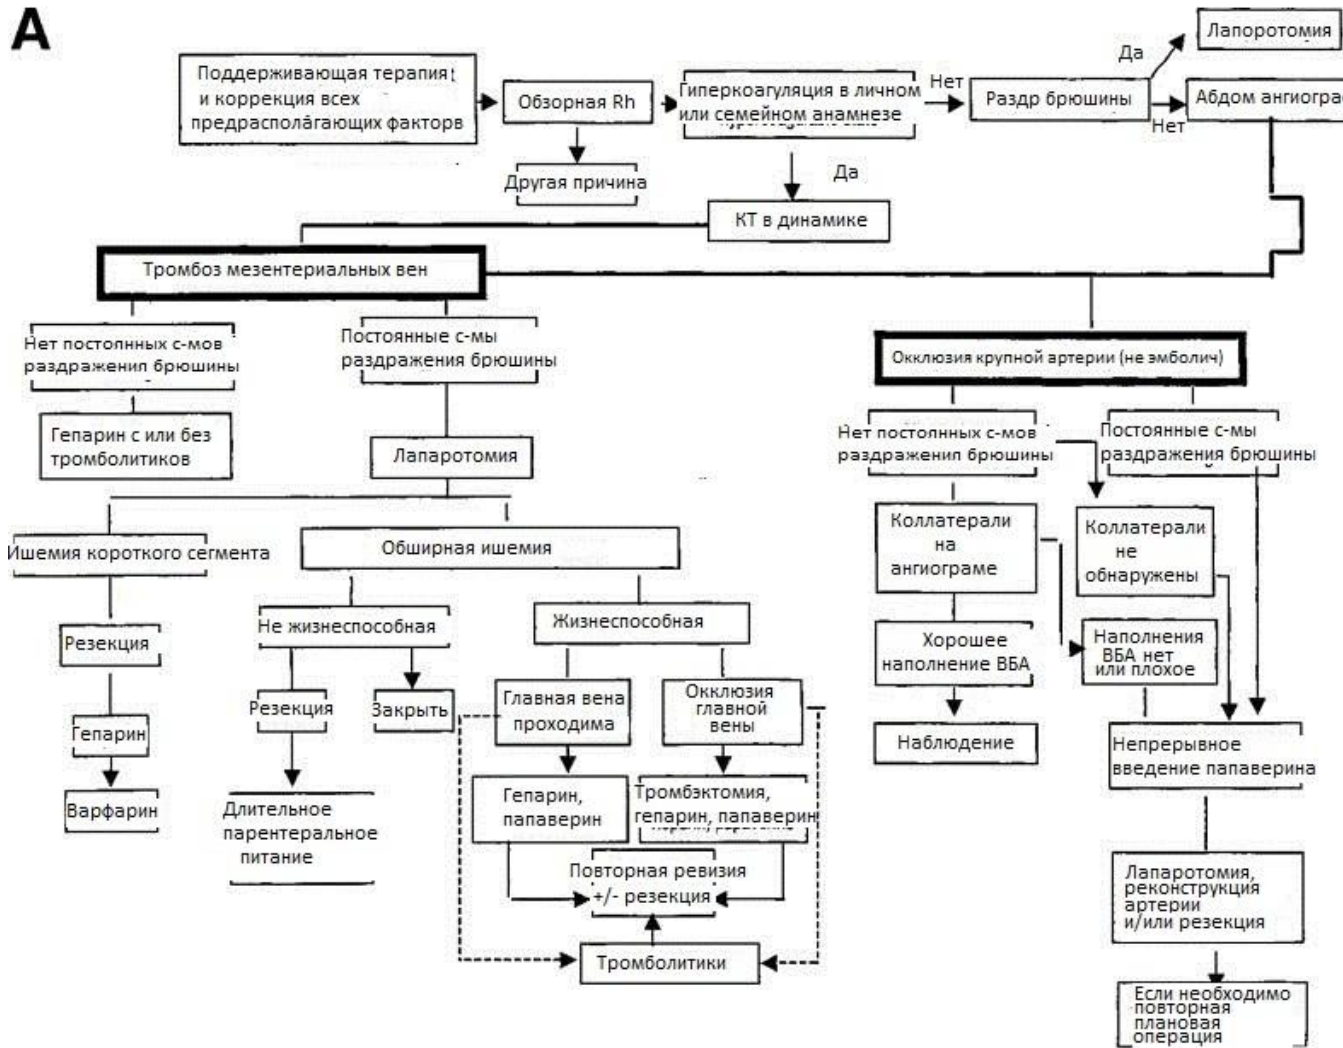 A
Поддерживающая терапия
и коррекция всех
предрасполагающих факторв
Обзорная Rh
Другая причина
Гиперкоагуляция в личном
или семейном анамнезе
Нет
Да
КТ в динамике
Раздр брюшины
Да
Нет
Лапоротомия
Абдом ангиогра
Тромбоз мезентериальных вен
Нет постолнных с-мов
раздражения брюшины
Гепарин с или без
тромболитиков
Постоянные с-мы
раздражения брюшины
Лапаротомия
Ишемия короткого сегмента
Резекция
Гепарин
Варфарин
Обширная ишемия
Не жизнеспособная
Резекция
Закрыть
Длительное
парентеральное
питание
Жизнеспособная
Главная вена
проходима
Окклюзия
главной
вены
Гепарин,
папаверин
Тромбэктомия,
гепарин, папаверин
Повторная ревизия
+/- резекция
Тромболитики
Окклюзия крупной артерии (не эмболич)
Нет постолнных с-мов
раздражения брюшины
Постоянные с-мы
раздражения брюшины
Коллатерали
на
ангиограме
Коллатерали
не
обнаружены
Хорошее
наполнение ВБА
Наполнения
ВБА нет
или плохое
Наблюдение
Непрерывное
введение папаверина
Лапаротомия,
реконструкция
артерии
и/или резекция
Если необходимо
повторная
плановая
операция